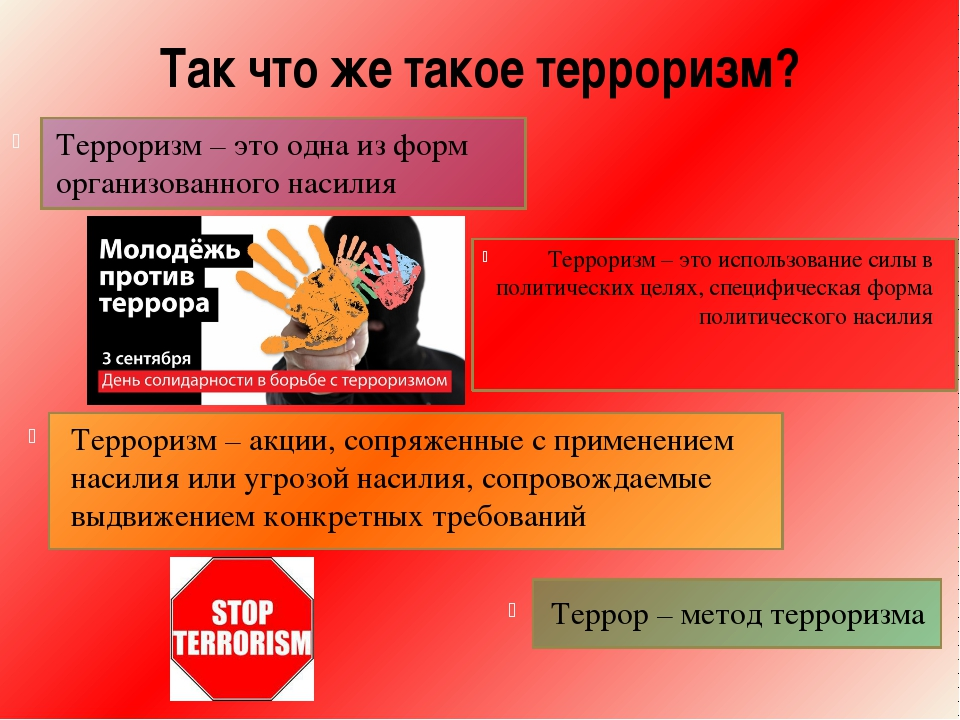 Так что же такое терроризм?
Терроризм – это одна из форм
организованного насилия
Молодёжь
против
террора
3 сентября
День солидарности в борьбе с терроризмом
Терроризм – это использование силы в
политических целях, специфическая форма
политического насилия
Терроризм – акции, сопряженные с применением
насилия или угрозой насилия, сопровождаемые
выдвижением конкретных требований
STOP
TERRORISM
Террор – метод терроризма